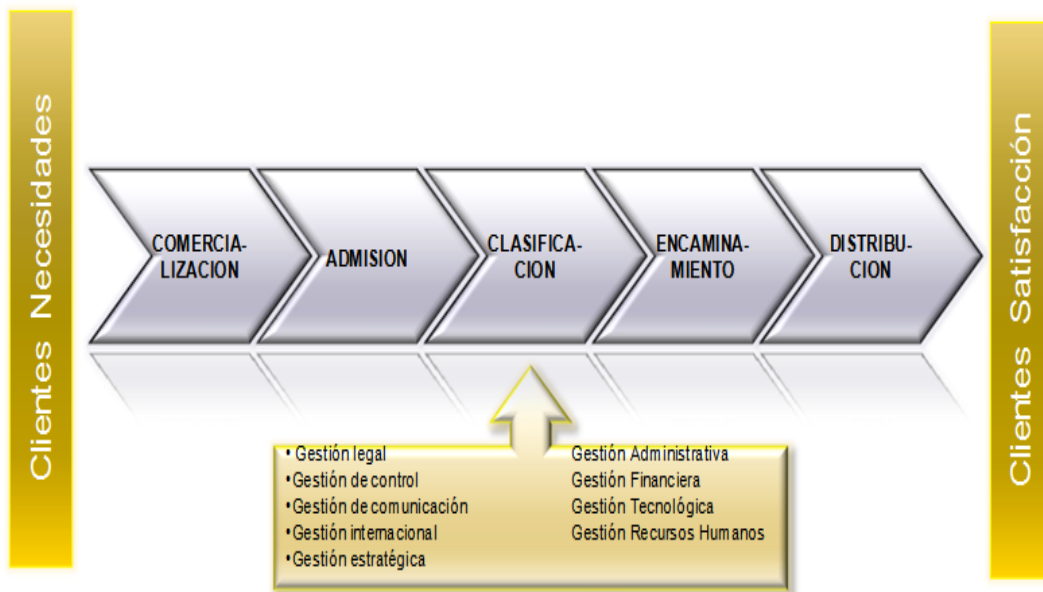 Clientes Necesidades
COMERCIA-
LIZACION
ADMISION
CLASIFICA-
CION
ENCAMINA-
MIENTO
DISTRIBU-
CION
Clientes Satisfacción
• Gestión legal
•Gestión de control
•Gestión de comunicación
•Gestión internacional
•Gestión estratégica
Gestión Administrativa
Gestión Financiera
Gestión Tecnológica
Gestión Recursos Humanos